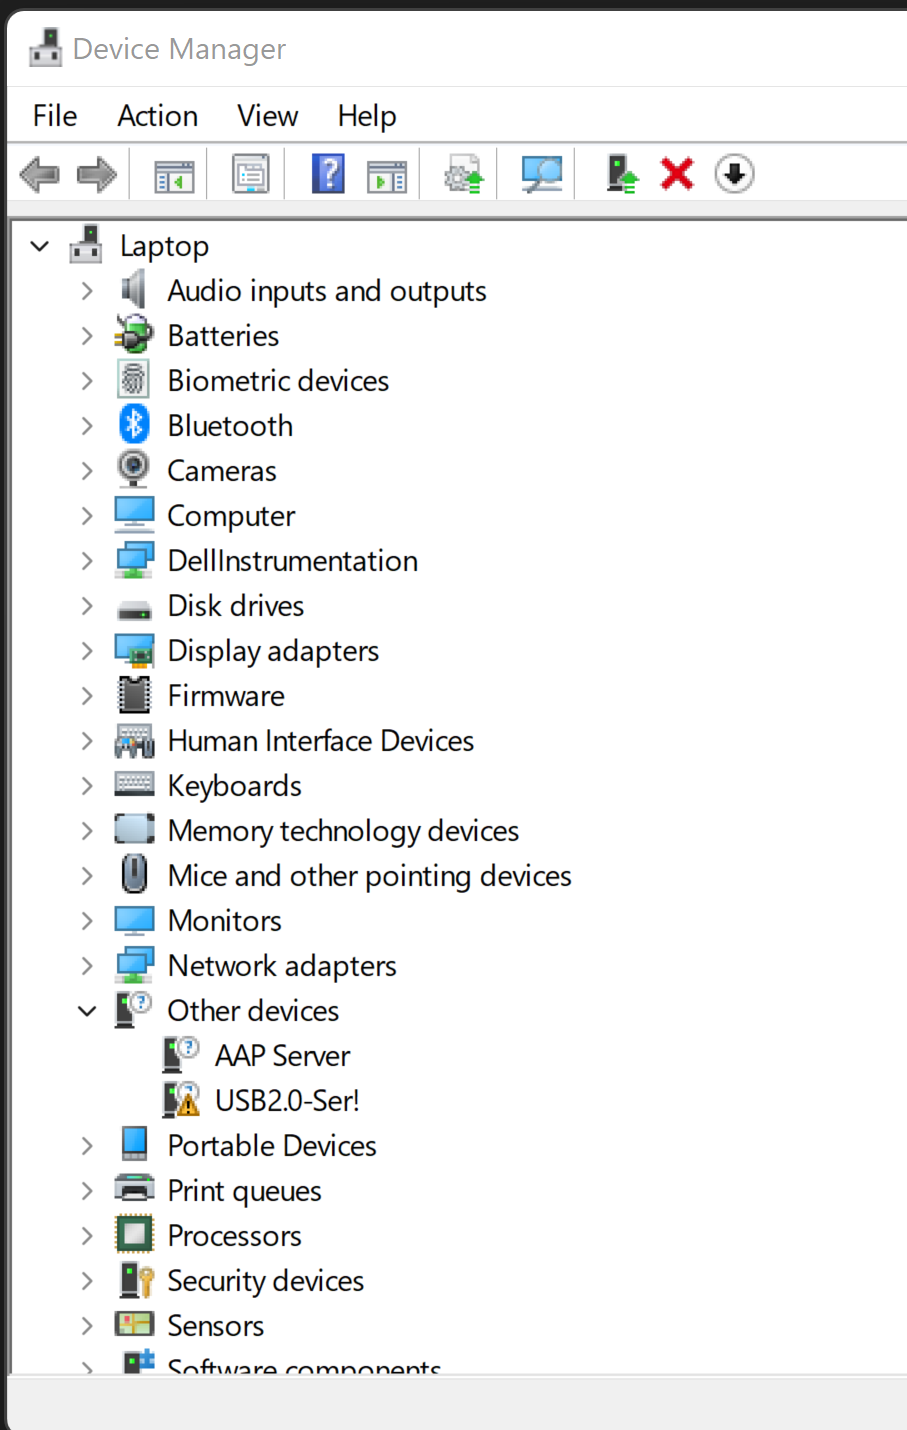 Device Manager
File Action View Help
Laptop
Audio inputs and outputs
Batteries
Biometric devices
Bluetooth
Cameras
Computer
DellInstrumentation
Disk drives
Display adapters
Firmware
Human Interface Devices
Keyboards
Memory technology devices
Mice and other pointing devices
Monitors
Network adapters
Other devices
AAP Server
USB2.0-Ser!
Portable Devices
Print queues
Processors
Security devices
Sensors
Software components